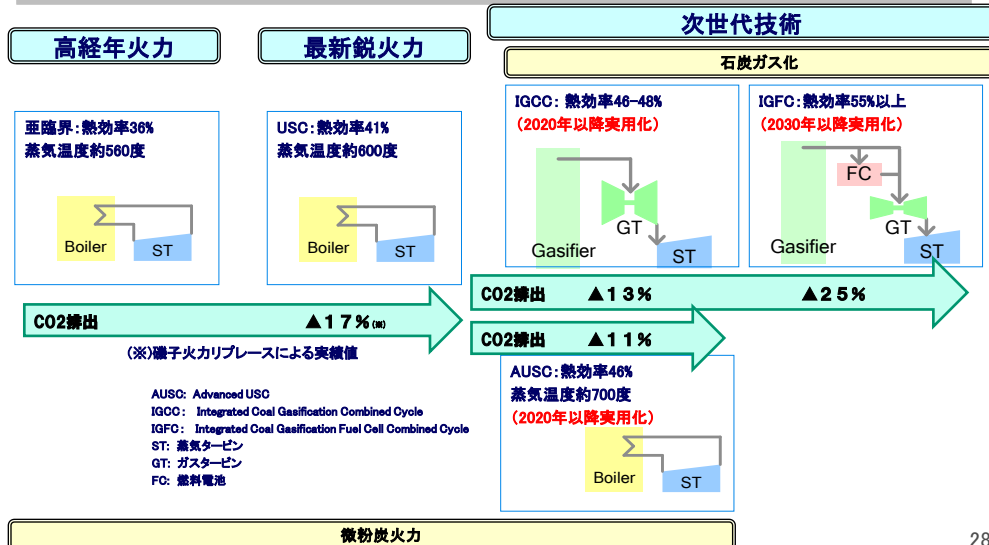 高経年火力
最新鋭火力
次世代技術
石炭ガス化
亜臨界：熱効率36%
蒸気温度約560度
Boiler
ST
USC：熱効率41%
蒸気温度約600度
Boiler
ST
IGCC：熱効率46-48%
（2020年以降実用化）
GT
Gasifier
ST
IGFC：熱効率55%以上
（2030年以降実用化）
FC
GT
Gasifier
ST
CO2排出 ▲13% ▲25%
CO2排出 ▲17%(※)
CO2排出 ▲11%
(※)磯子火力リプレースによる実績値
AUSC: Advanced USC
IGCC: Integrated Coal Gasification Combined Cycle
IGFC: Integrated Coal Gasification Fuel Cell Combined Cycle
ST: 蒸気タービン
GT: ガスタービン
FC: 燃料電池
AUSC：熱効率46%
蒸気温度約700度
（2020年以降実用化）
Boiler
ST
微粉炭火力
28